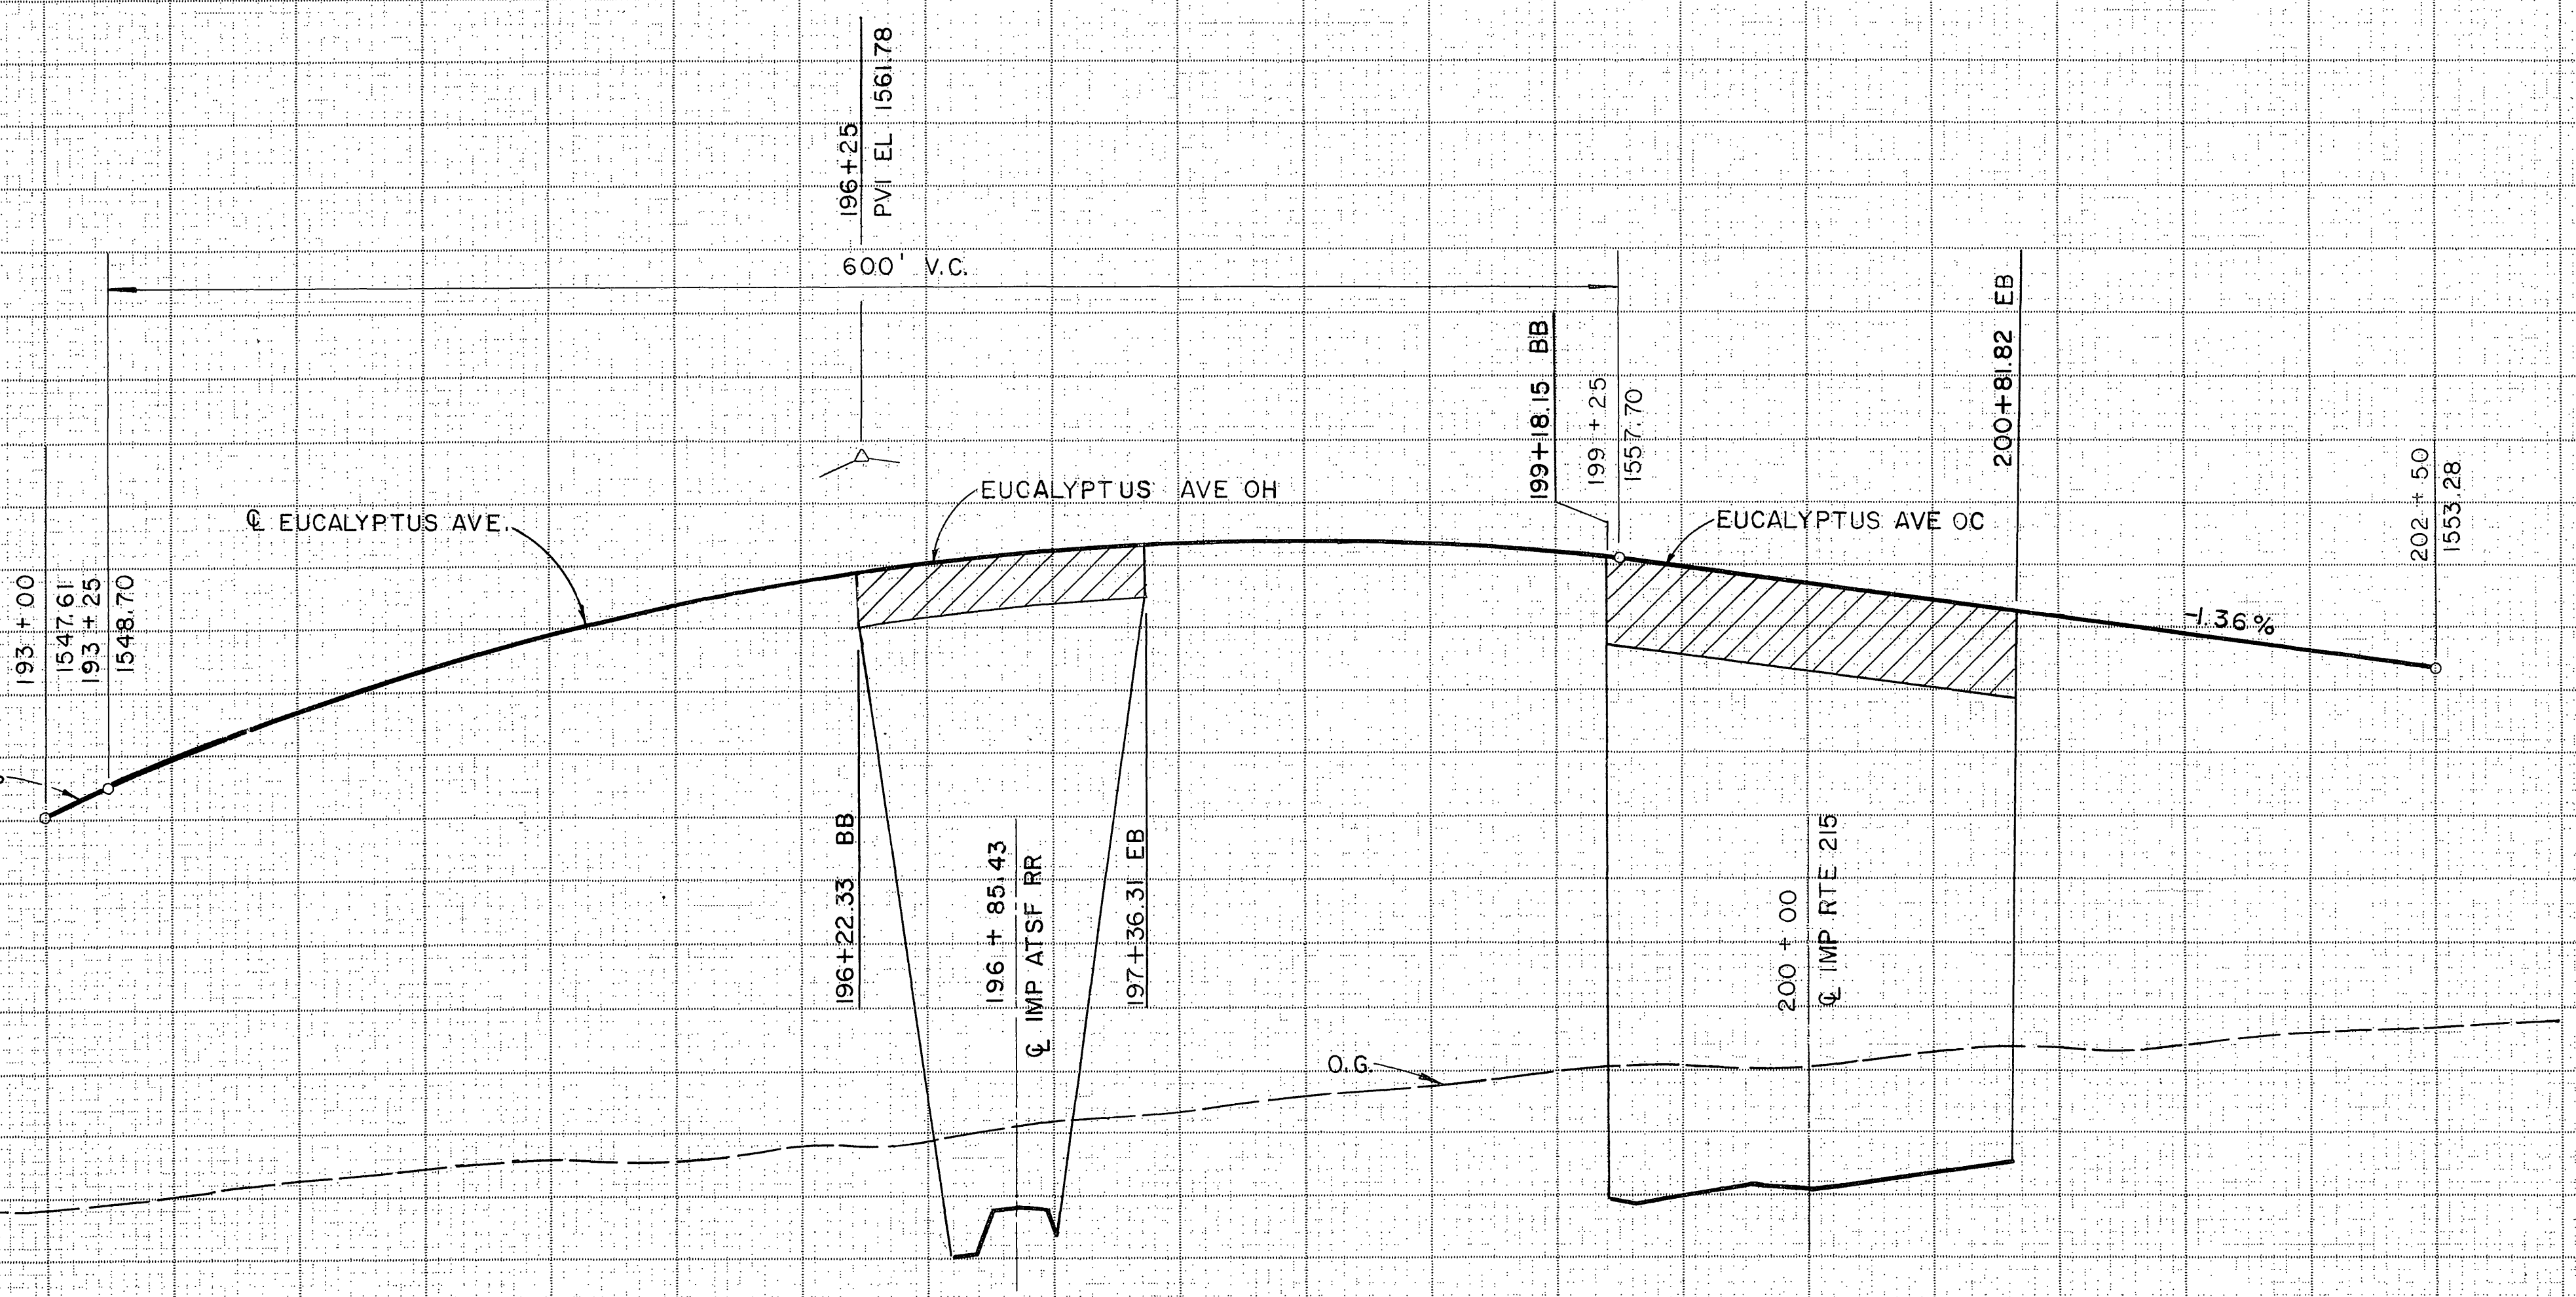 196+25
PVI EL 1561.78
600' V.C.
199+18.15 BB
199+25
1557.70
200+81.82 EB
202+50
1553.28
EUCALYPTUS AVE OH
℄ EUCALYPTUS AVE.
EUCALYPTUS AVE OC
193+00
1547.61
193+25
1548.70
-1.36%
196+22.33 BB
196+85.43
℄ IMP ATSF RR
197+36.31 EB
200+00
℄ IMP RTE 215
O.G.